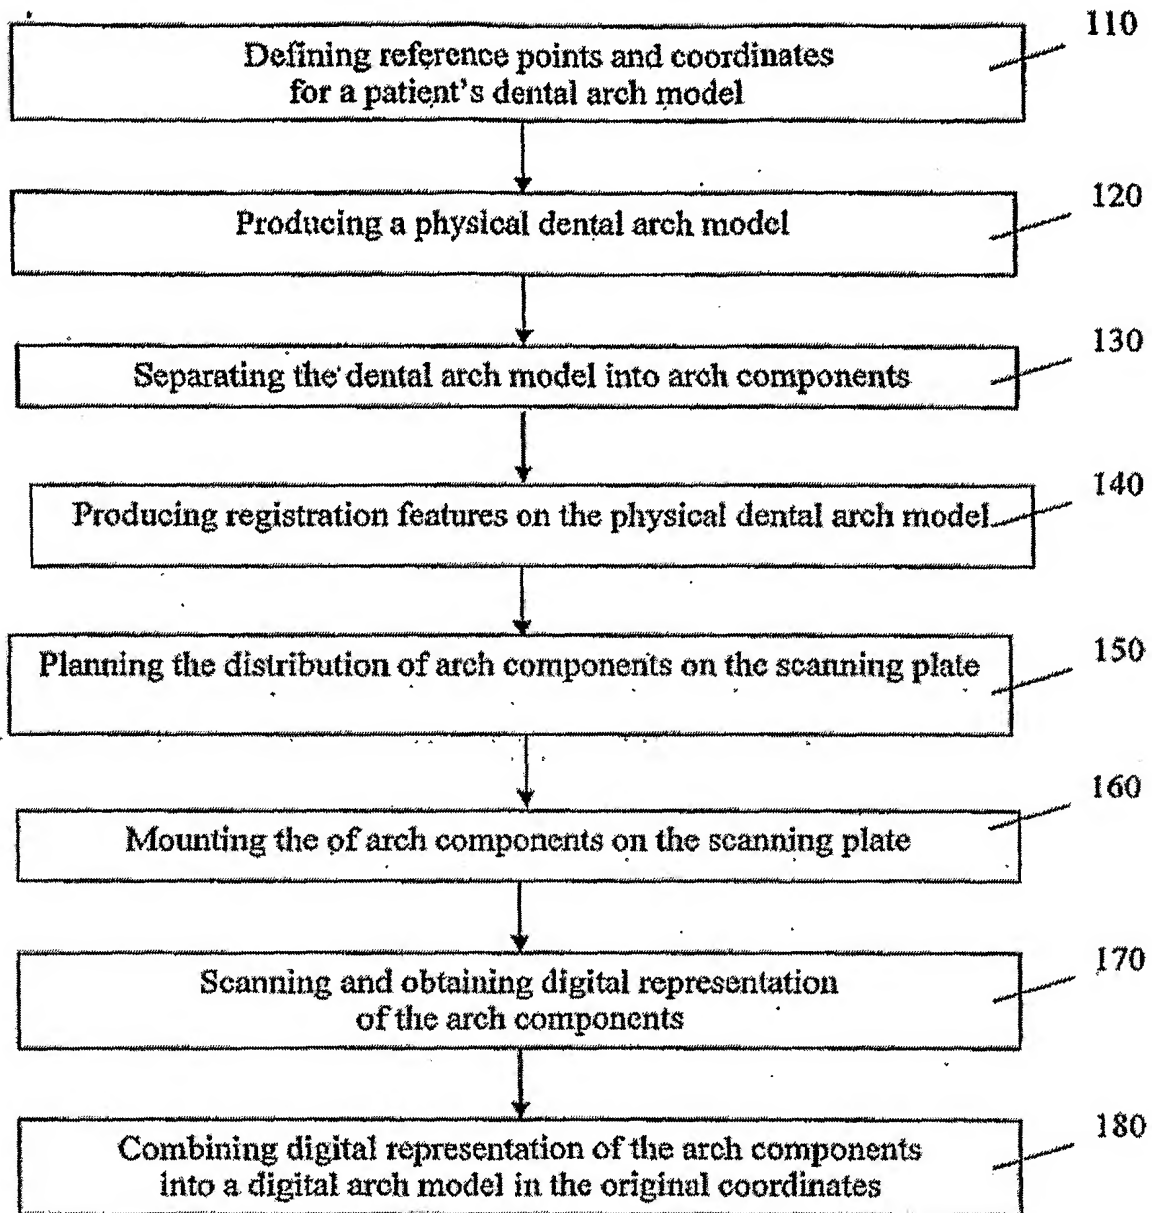 110
Defining reference points and coordinates
for a patient's dental arch model
120
Producing a physical dental arch model
130
Separating the dental arch model into arch components
140
Producing registration features on the physical dental arch model
150
Planning the distribution of arch components on the scanning plate
160
Mounting the of arch components on the scanning plate
170
Scanning and obtaining digital representation
of the arch components
180
Combining digital representation of the arch components
into a digital arch model in the original coordinates